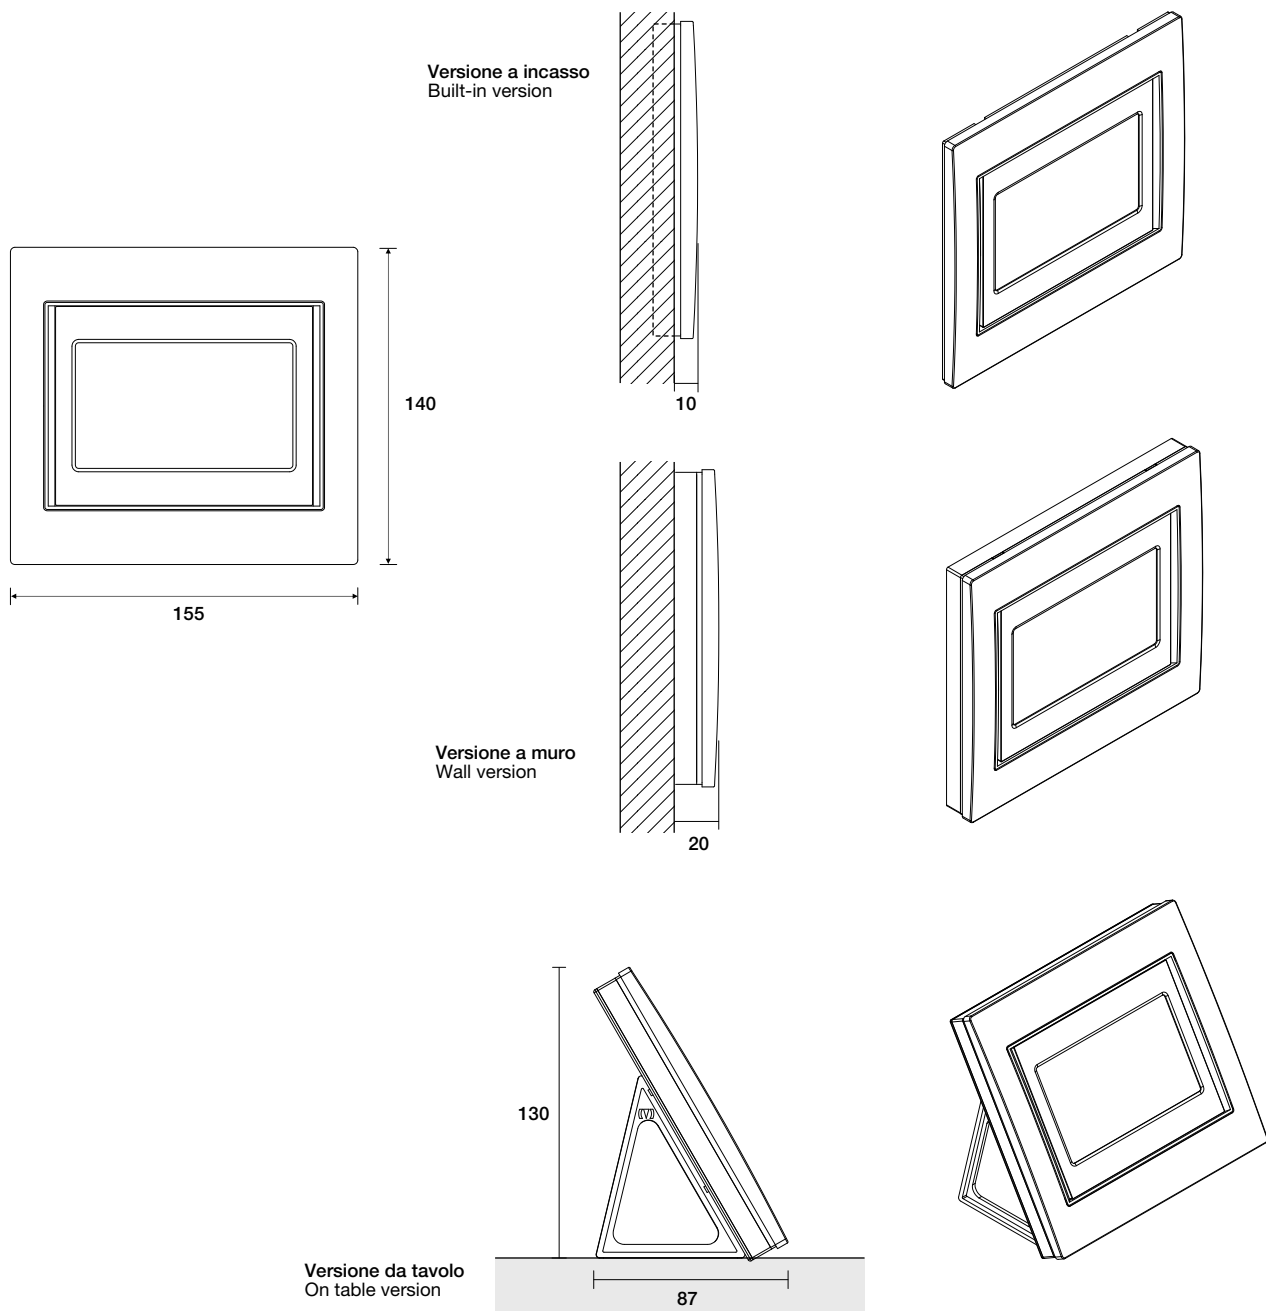 Versione a incasso
Built-in version
140
10
155
Versione a muro
Wall version
20
130
Versione da tavolo
On table version
87